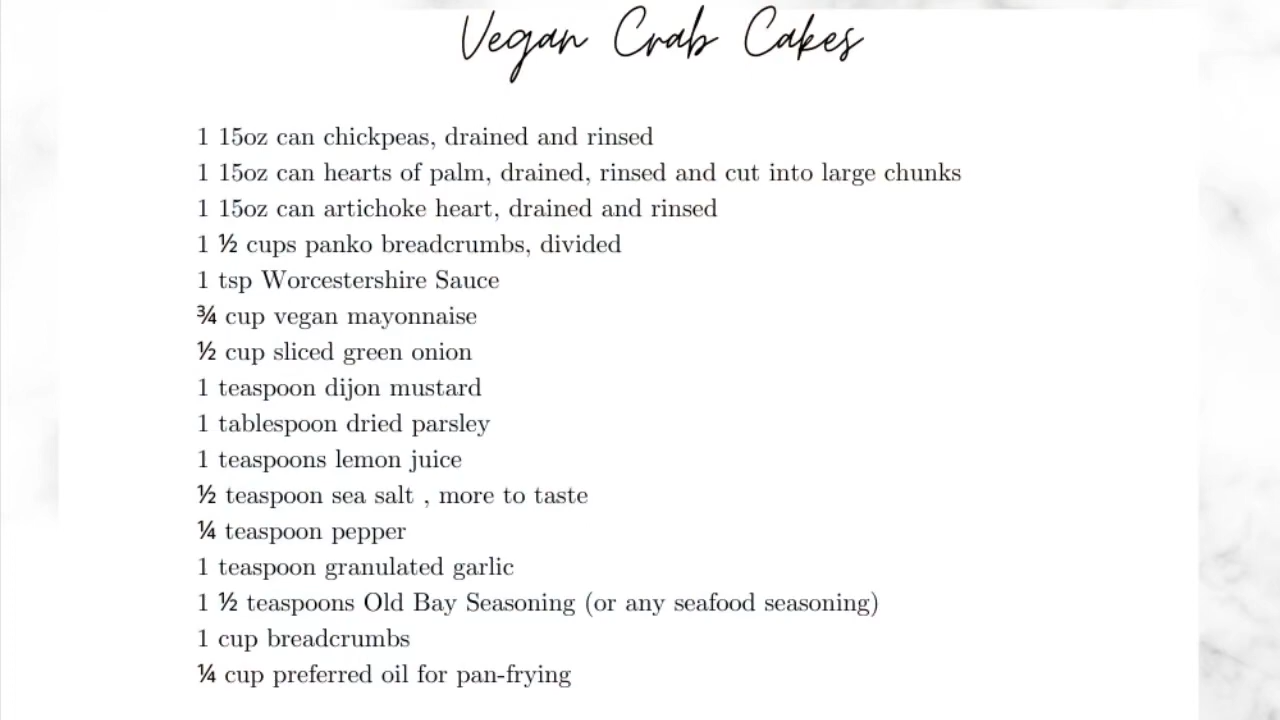 Vegan Crab Cakes
1 15oz can chickpeas, drained and rinsed
1 15oz can hearts of palm, drained, rinsed and cut into large chunks
1 15oz can artichoke heart, drained and rinsed
1 ½ cups panko breadcrumbs, divided
1 tsp Worcestershire Sauce
¾ cup vegan mayonnaise
½ cup sliced green onion
1 teaspoon dijon mustard
1 tablespoon dried parsley
1 teaspoons lemon juice
½ teaspoon sea salt , more to taste
¼ teaspoon pepper
1 teaspoon granulated garlic
1 ½ teaspoons Old Bay Seasoning (or any seafood seasoning)
1 cup breadcrumbs
¼ cup preferred oil for pan-frying